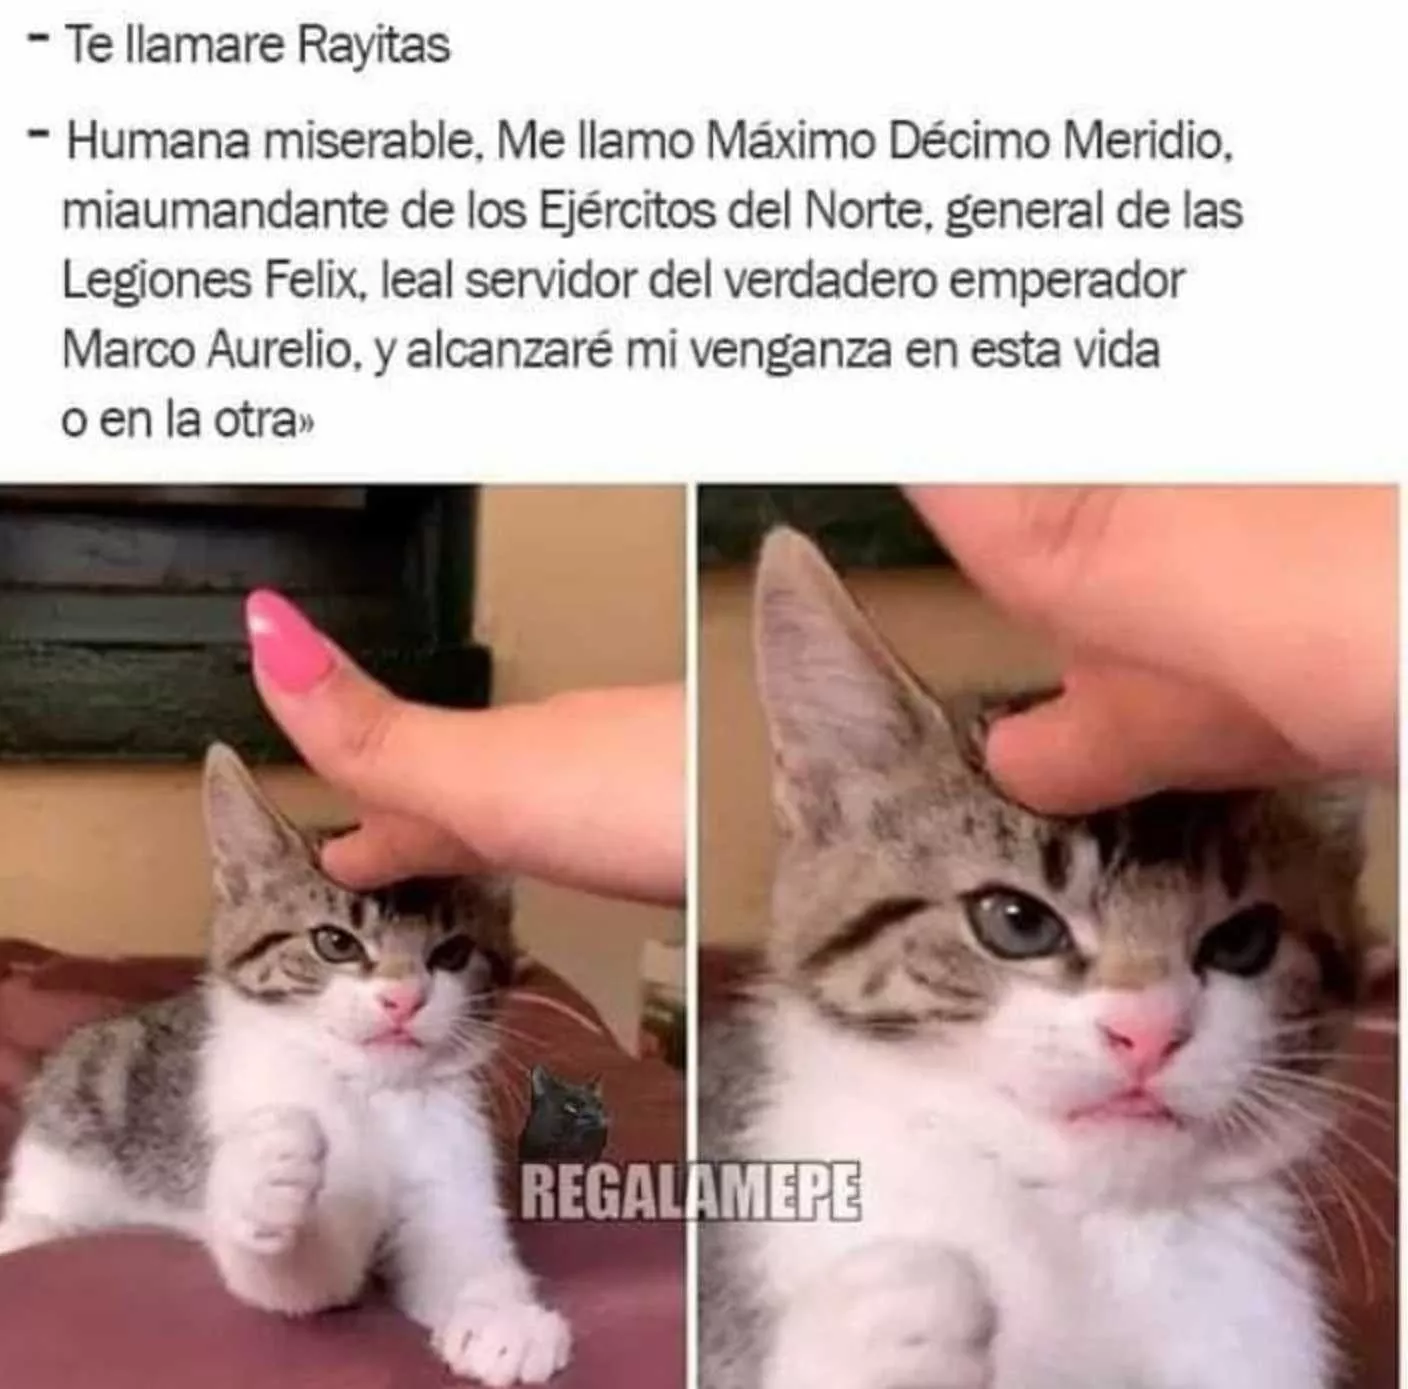 - Te llamare Rayitas
- Humana miserable, Me llamo Máximo Décimo Meridio,
miaumandante de los Ejércitos del Norte, general de las
Legiones Felix, leal servidor del verdadero emperador
Marco Aurelio, y alcanzaré mi venganza en esta vida
o en la otra»
REGALAMEPE